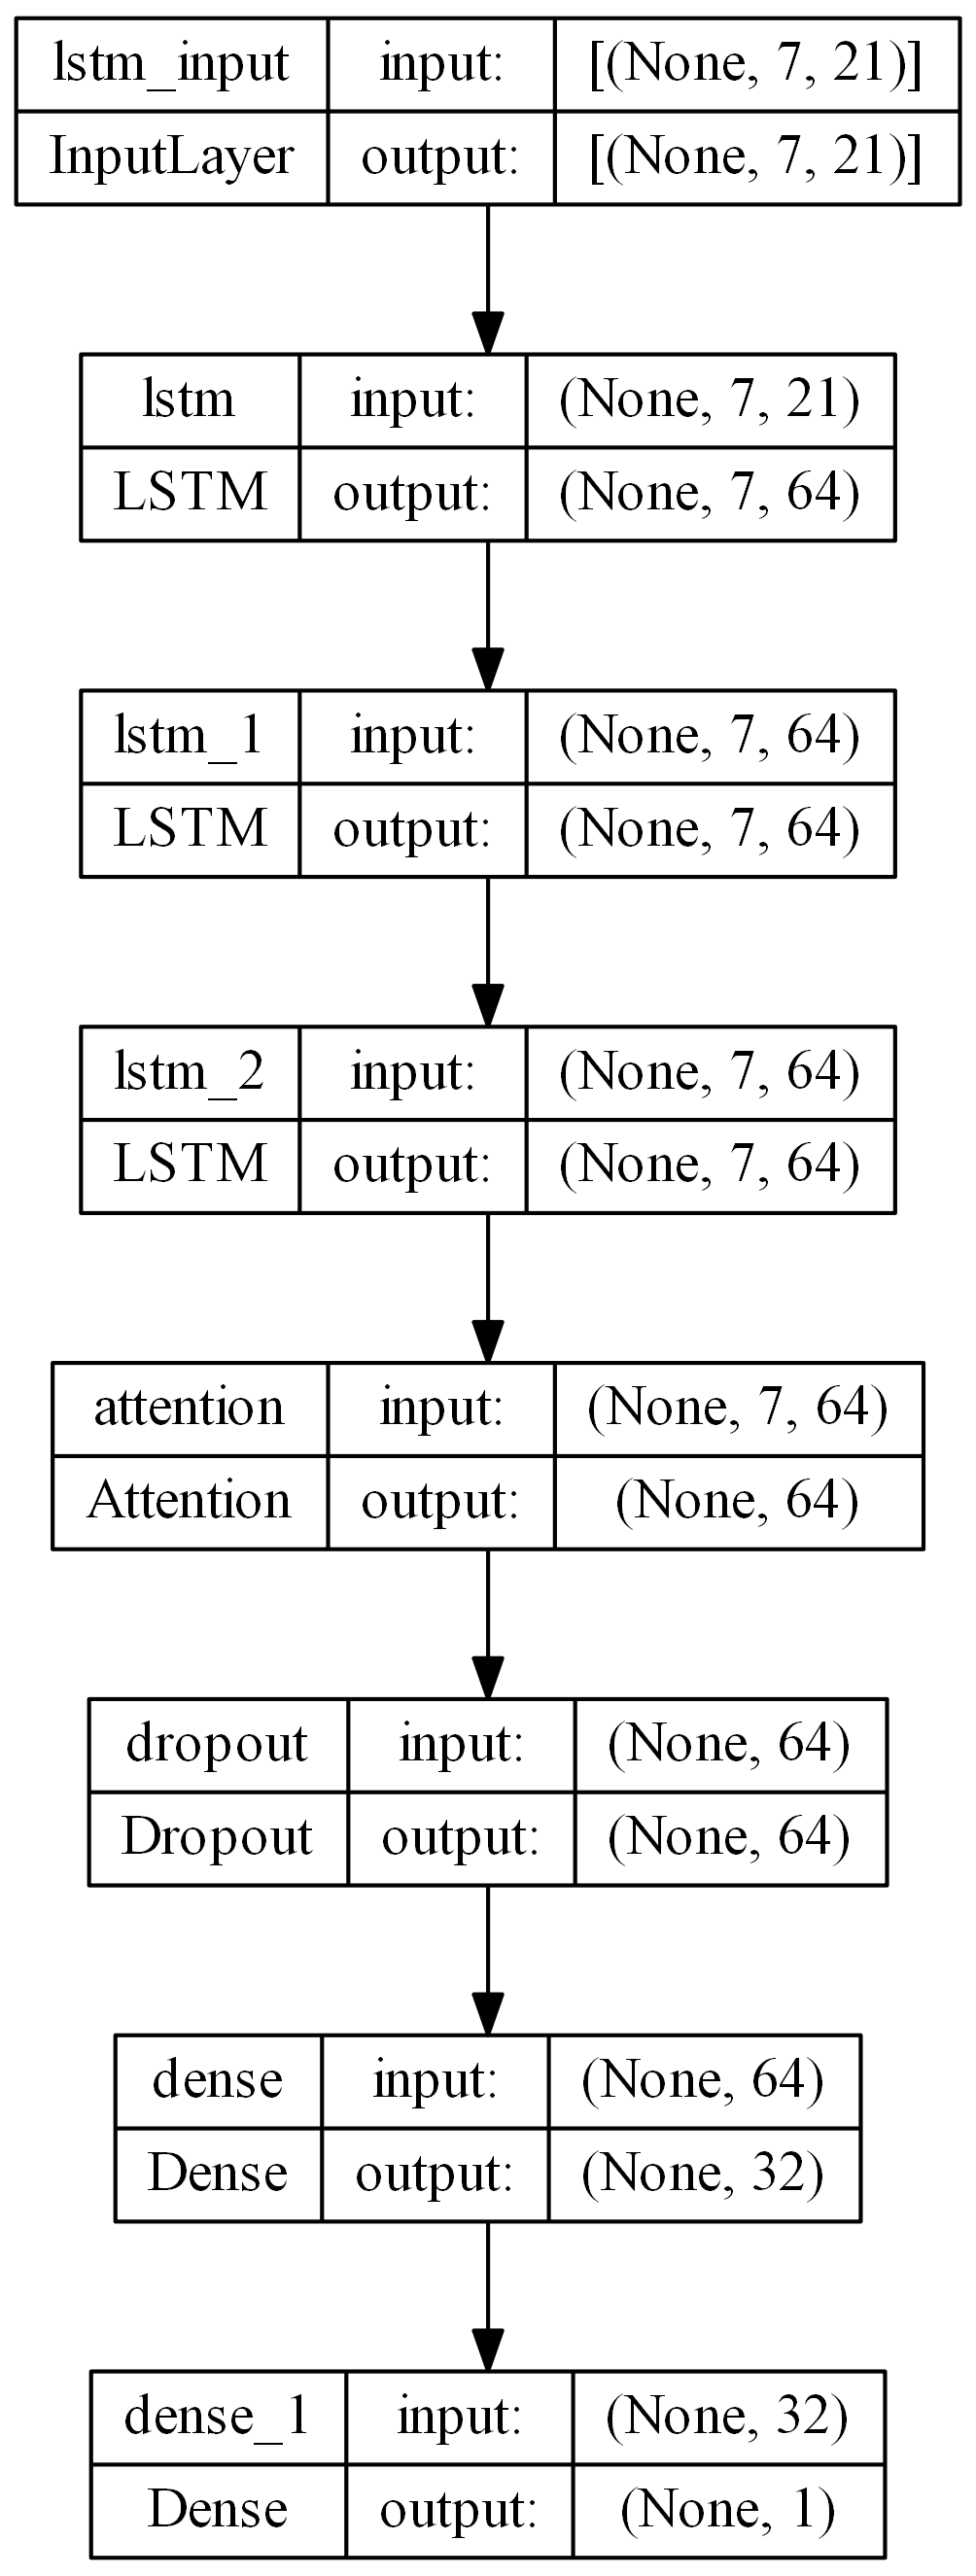 lstm_input input: [(None, 7, 21)]
InputLayer output: [(None, 7, 21)]
lstm input: (None, 7, 21)
LSTM output: (None, 7, 64)
lstm_1 input: (None, 7, 64)
LSTM output: (None, 7, 64)
lstm_2 input: (None, 7, 64)
LSTM output: (None, 7, 64)
attention input: (None, 7, 64)
Attention output: (None, 64)
dropout input: (None, 64)
Dropout output: (None, 64)
dense input: (None, 64)
Dense output: (None, 32)
dense_1 input: (None, 32)
Dense output: (None, 1)